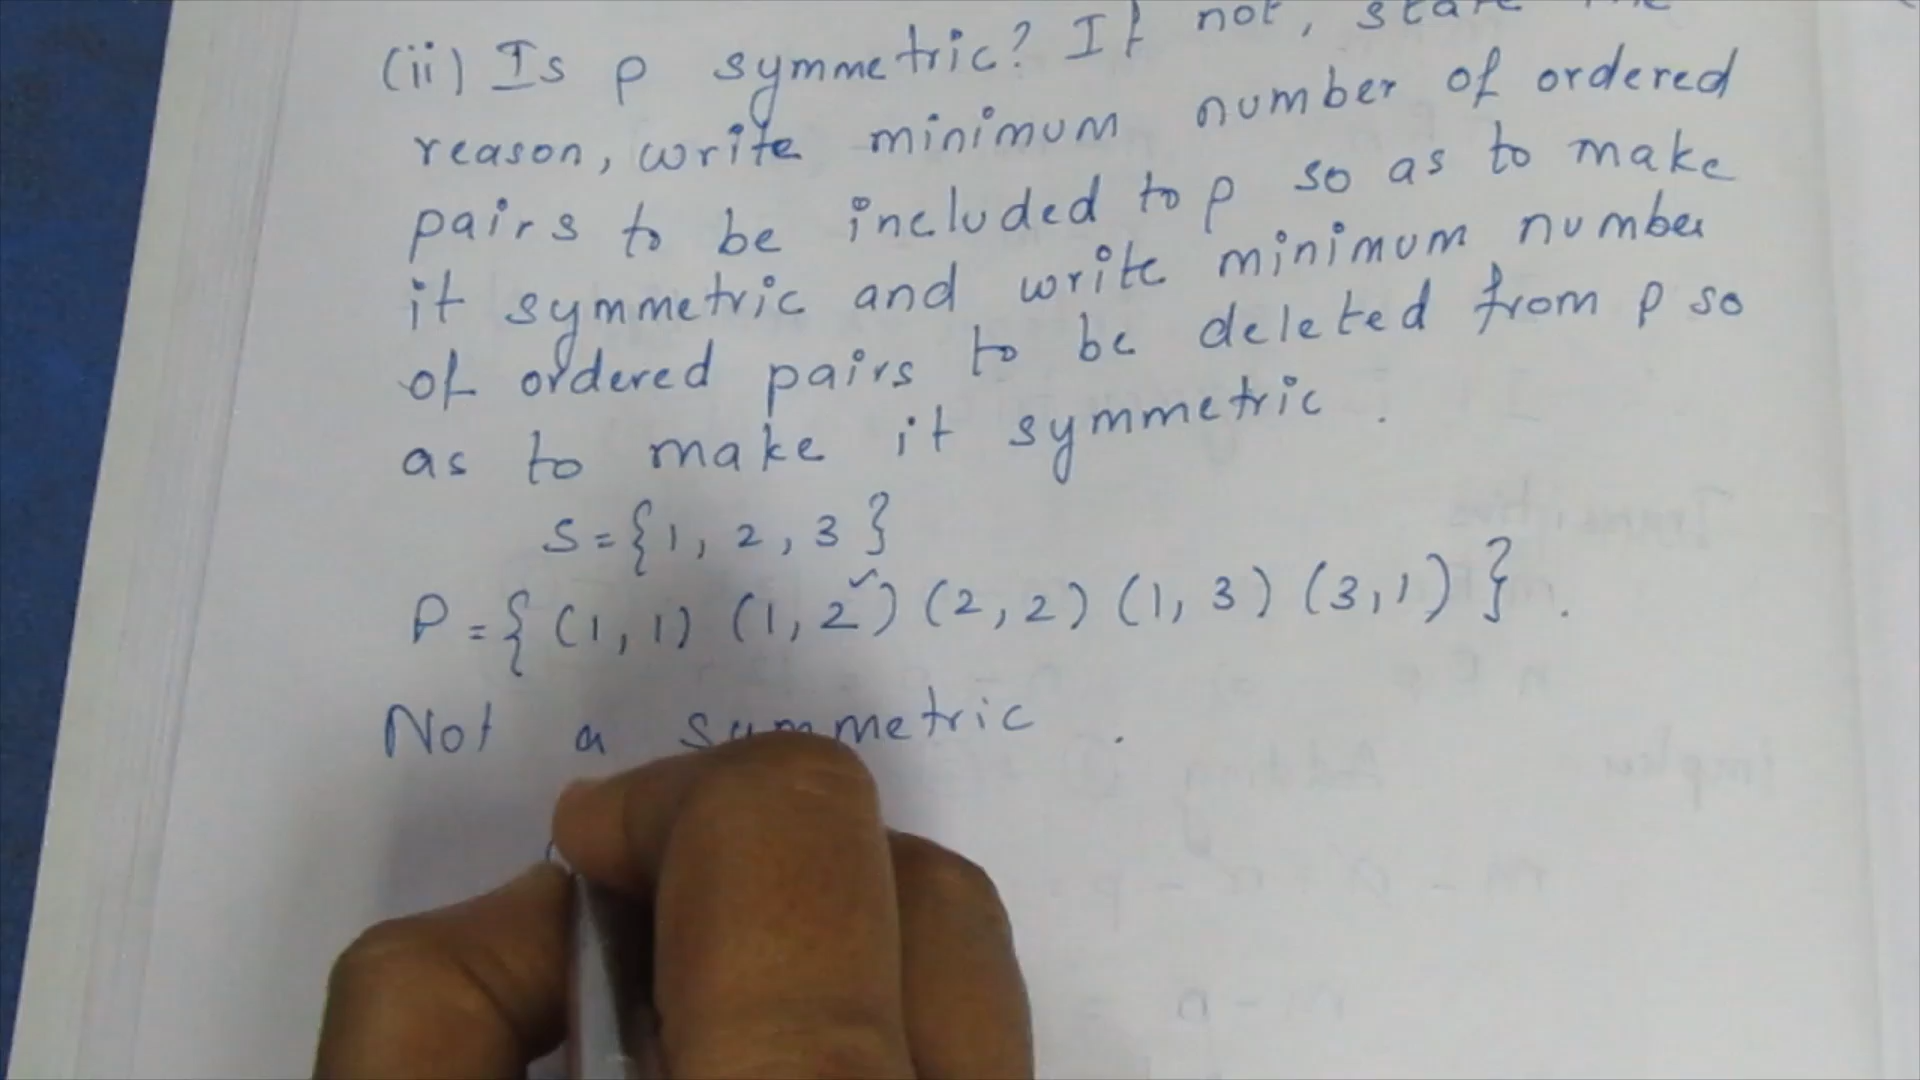 (ii) Is P symmetric? If not, state the
reason, write minimum number of ordered
pairs to be included to P so as to make
it symmetric and write minimum number
of ordered pairs to be deleted from P so
as to make it symmetric.
S={1, 2, 3}
P={(1, 1) (1, 2) (2, 2) (1, 3) (3, 1)}.
Not a symmetric.